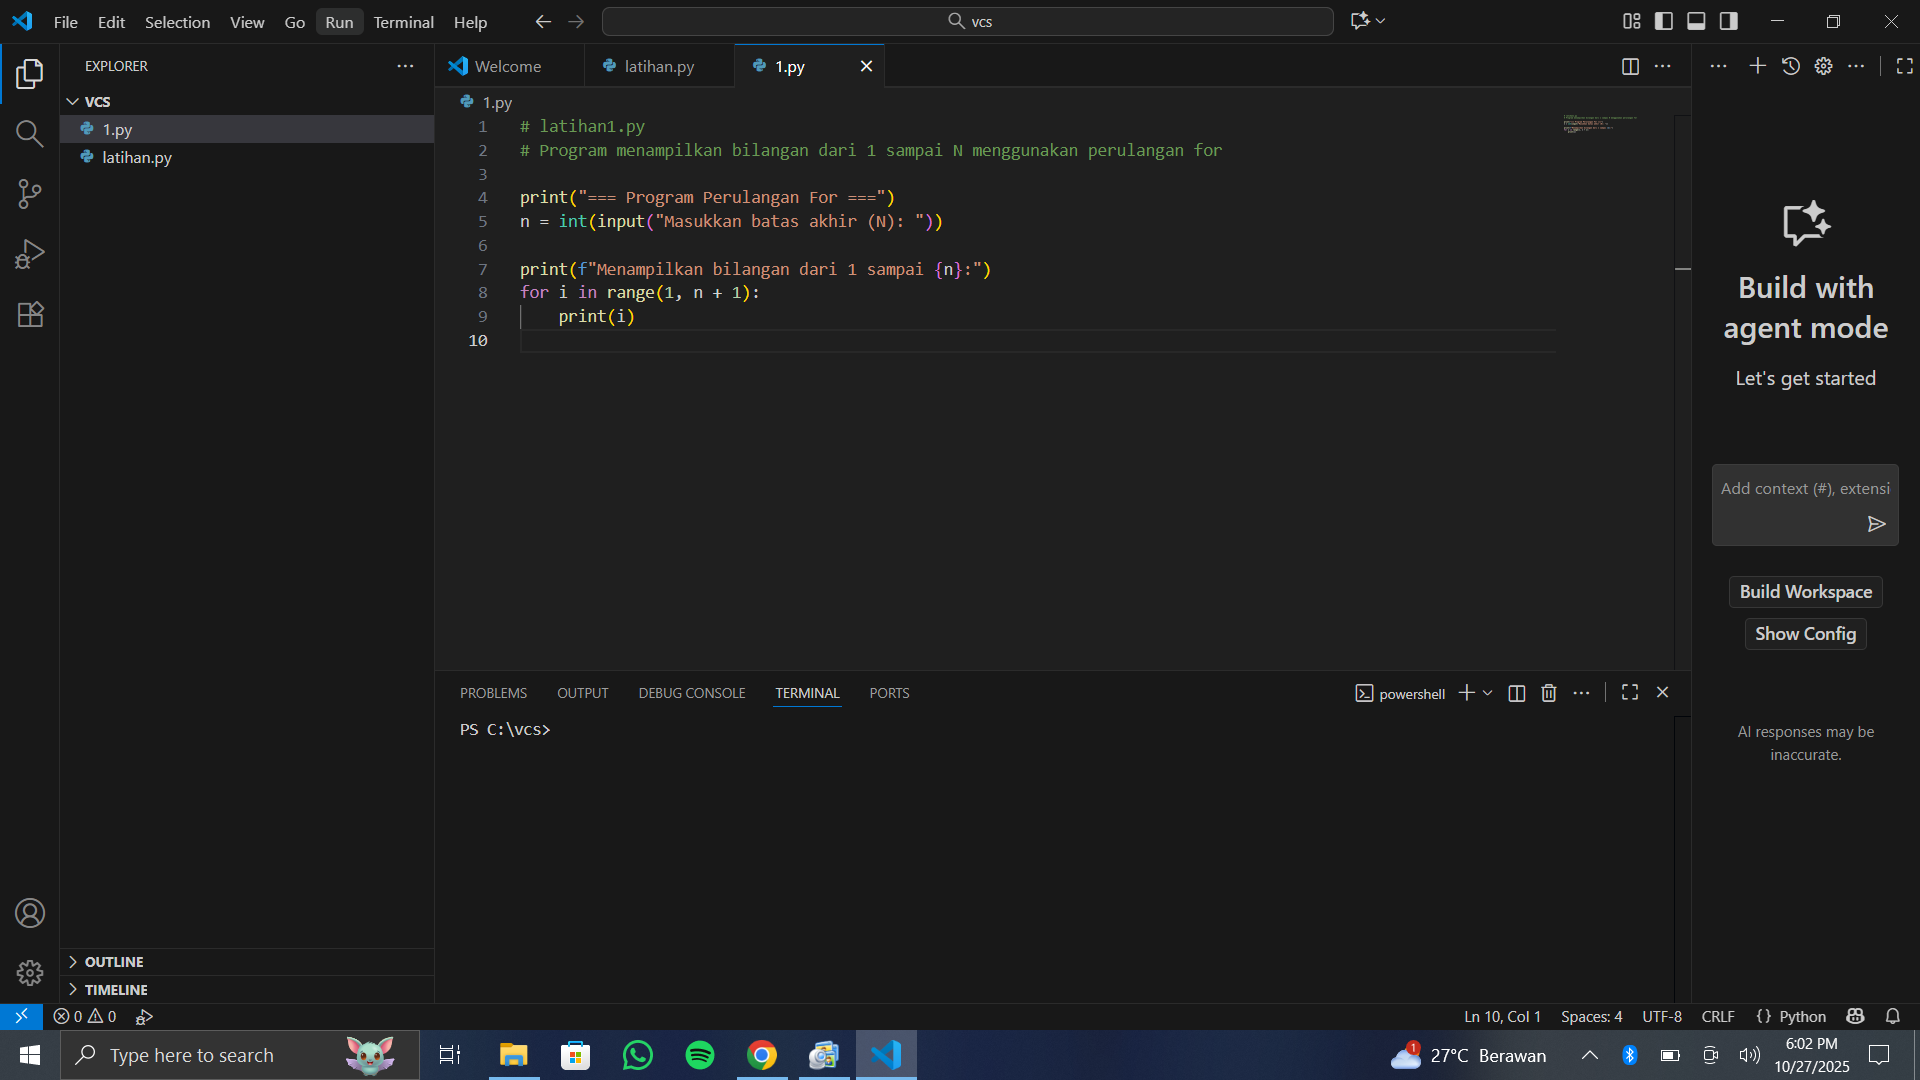 File Edit Selection View Go Run Terminal Help
vcs
EXPLORER
VCS
1.py
latihan.py
OUTLINE
TIMELINE
Welcome
latihan.py
1.py
1.py
1 # latihan1.py
2 # Program menampilkan bilangan dari 1 sampai N menggunakan perulangan for
3
4 print("=== Program Perulangan For ===")
5 n = int(input("Masukkan batas akhir (N): "))
6
7 print(f"Menampilkan bilangan dari 1 sampai {n}:")
8 for i in range(1, n + 1):
9     print(i)
10
PROBLEMS OUTPUT DEBUG CONSOLE TERMINAL PORTS
powershell
PS C:\vcs>
Build with
agent mode
Let's get started
Add context (#), extensi
Build Workspace
Show Config
AI responses may be
inaccurate.
0 0
Ln 10, Col 1 Spaces: 4 UTF-8 CRLF {} Python
Type here to search
1
27°C Berawan
6:02 PM
10/27/2025